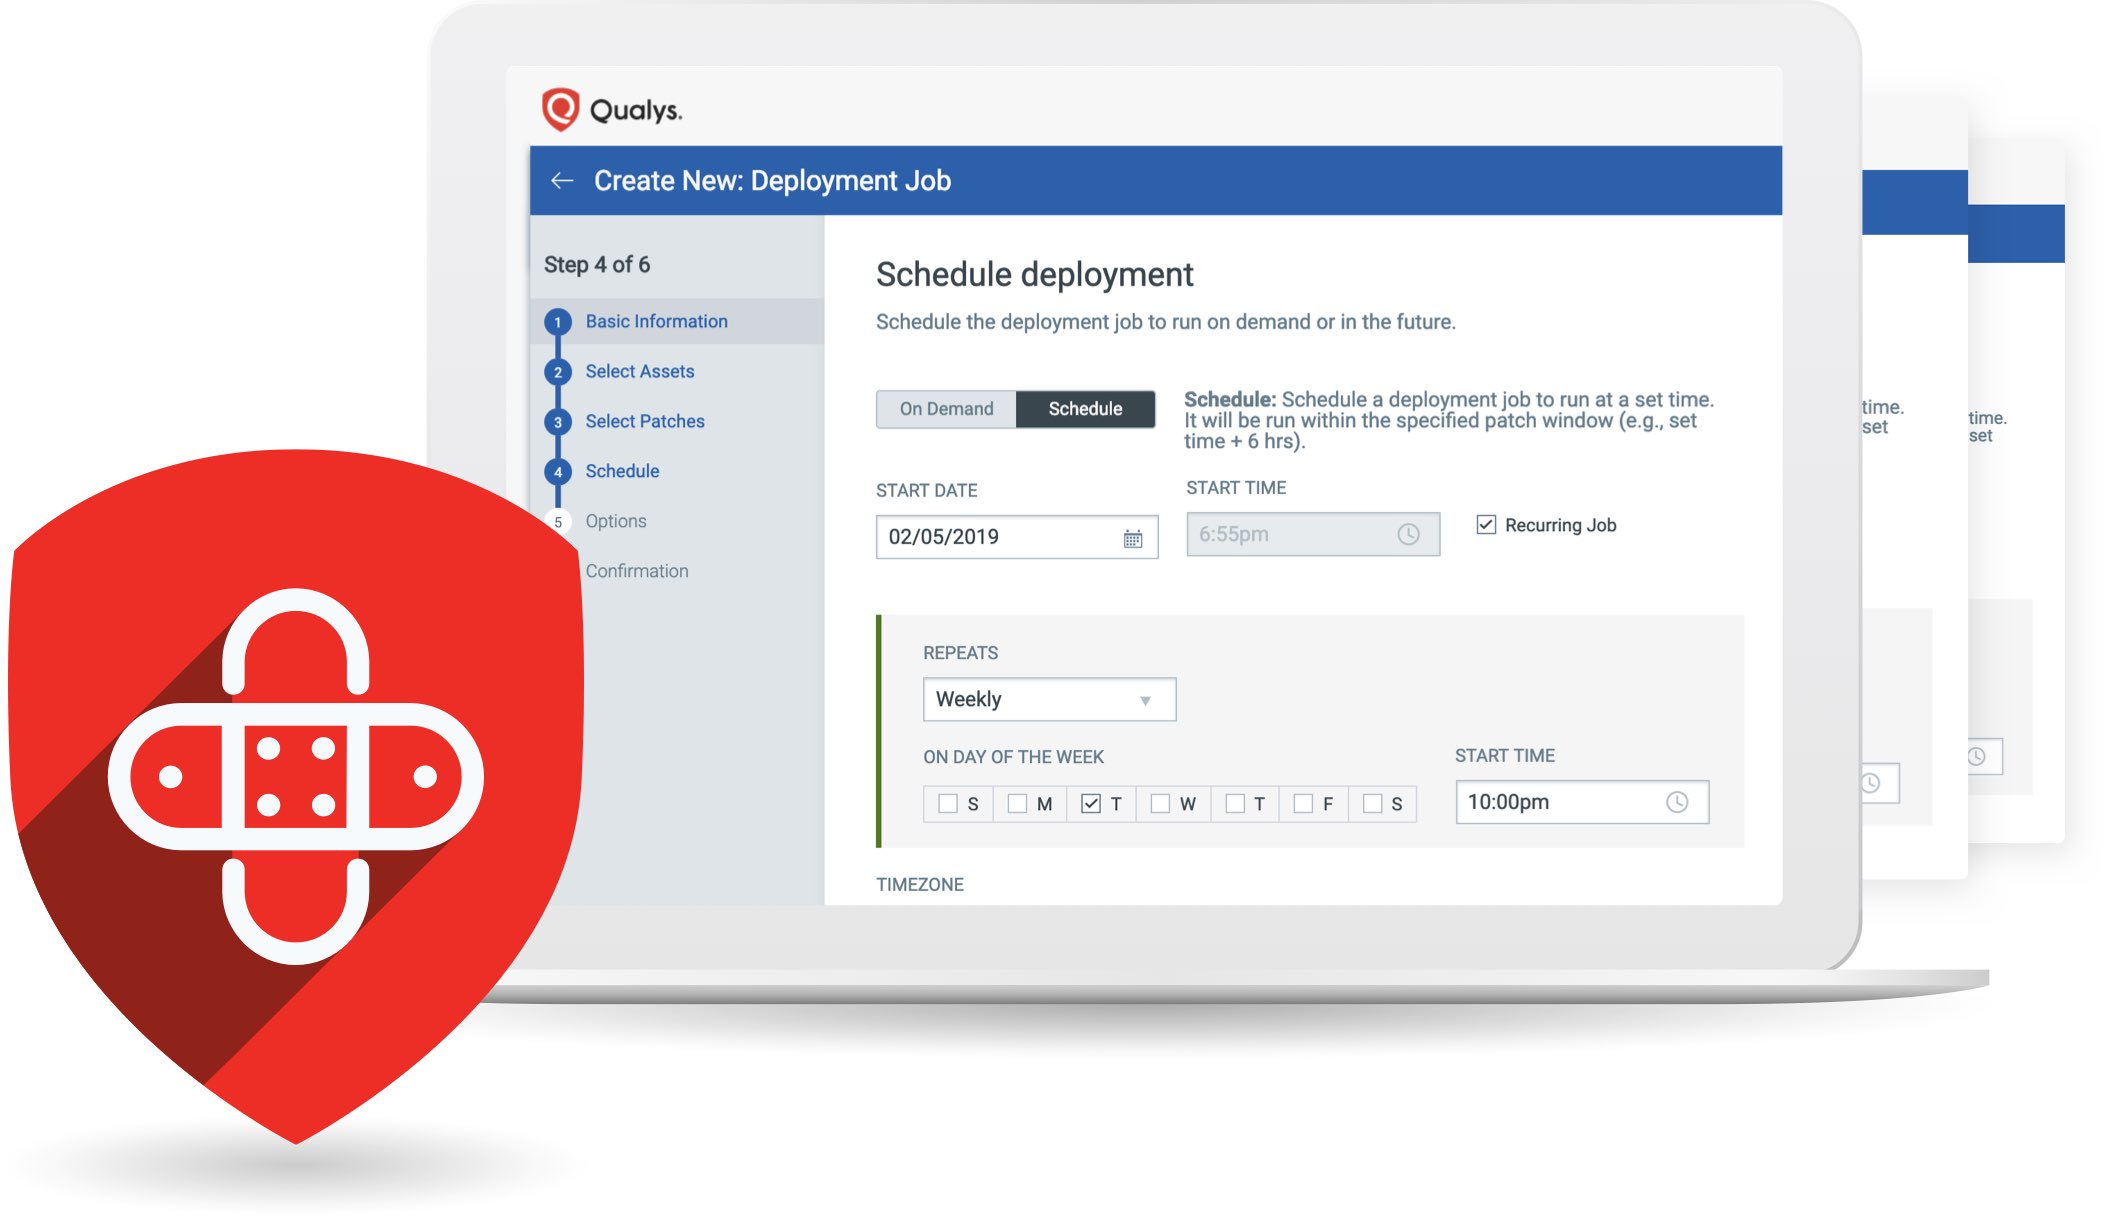 Qualys.
← Create New: Deployment Job
Step 4 of 6
1 Basic Information
2 Select Assets
3 Select Patches
4 Schedule
5 Options
Confirmation
Schedule deployment
Schedule the deployment job to run on demand or in the future.
On Demand Schedule
Schedule: Schedule a deployment job to run at a set time.
It will be run within the specified patch window (e.g., set
time + 6 hrs).
START DATE START TIME
02/05/2019 6:55pm Recurring Job
REPEATS
Weekly
ON DAY OF THE WEEK START TIME
S M T W T F S 10:00pm
TIMEZONE
time.
set
time.
set